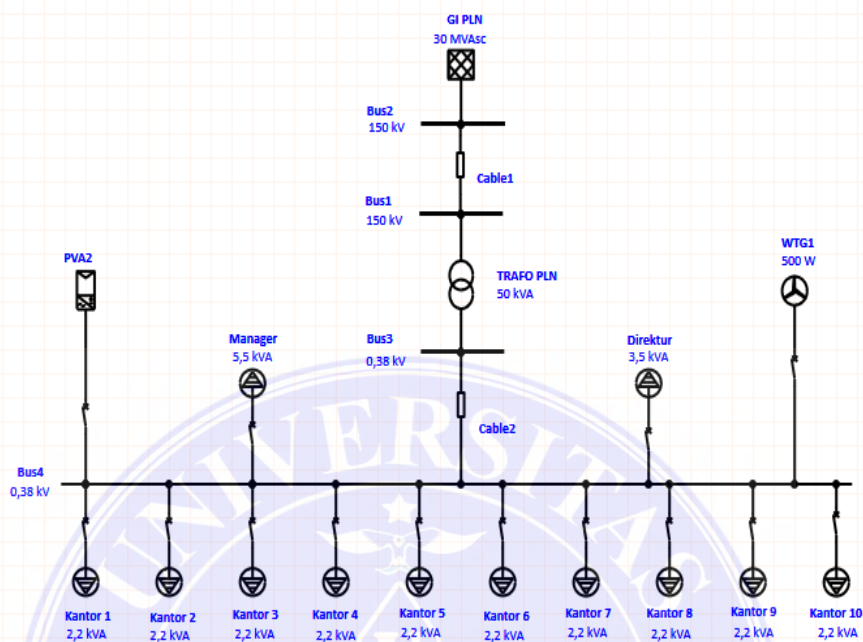 GI PLN
30 MVAsc
Bus2
150 kV
Cable1
Bus1
150 kV
PVA2
WTG1
500 W
TRAFO PLN
50 kVA
Manager
5,5 kVA
Bus3
0,38 kV
Direktur
3,5 kVA
Cable2
Bus4
0,38 kV
UNIVERSITAS
Kantor 1
2,2 kVA
Kantor 2
2,2 kVA
Kantor 3
2,2 kVA
Kantor 4
2,2 kVA
Kantor 5
2,2 kVA
Kantor 6
2,2 kVA
Kantor 7
2,2 kVA
Kantor 8
2,2 kVA
Kantor 9
2,2 kVA
Kantor 10
2,2 kVA